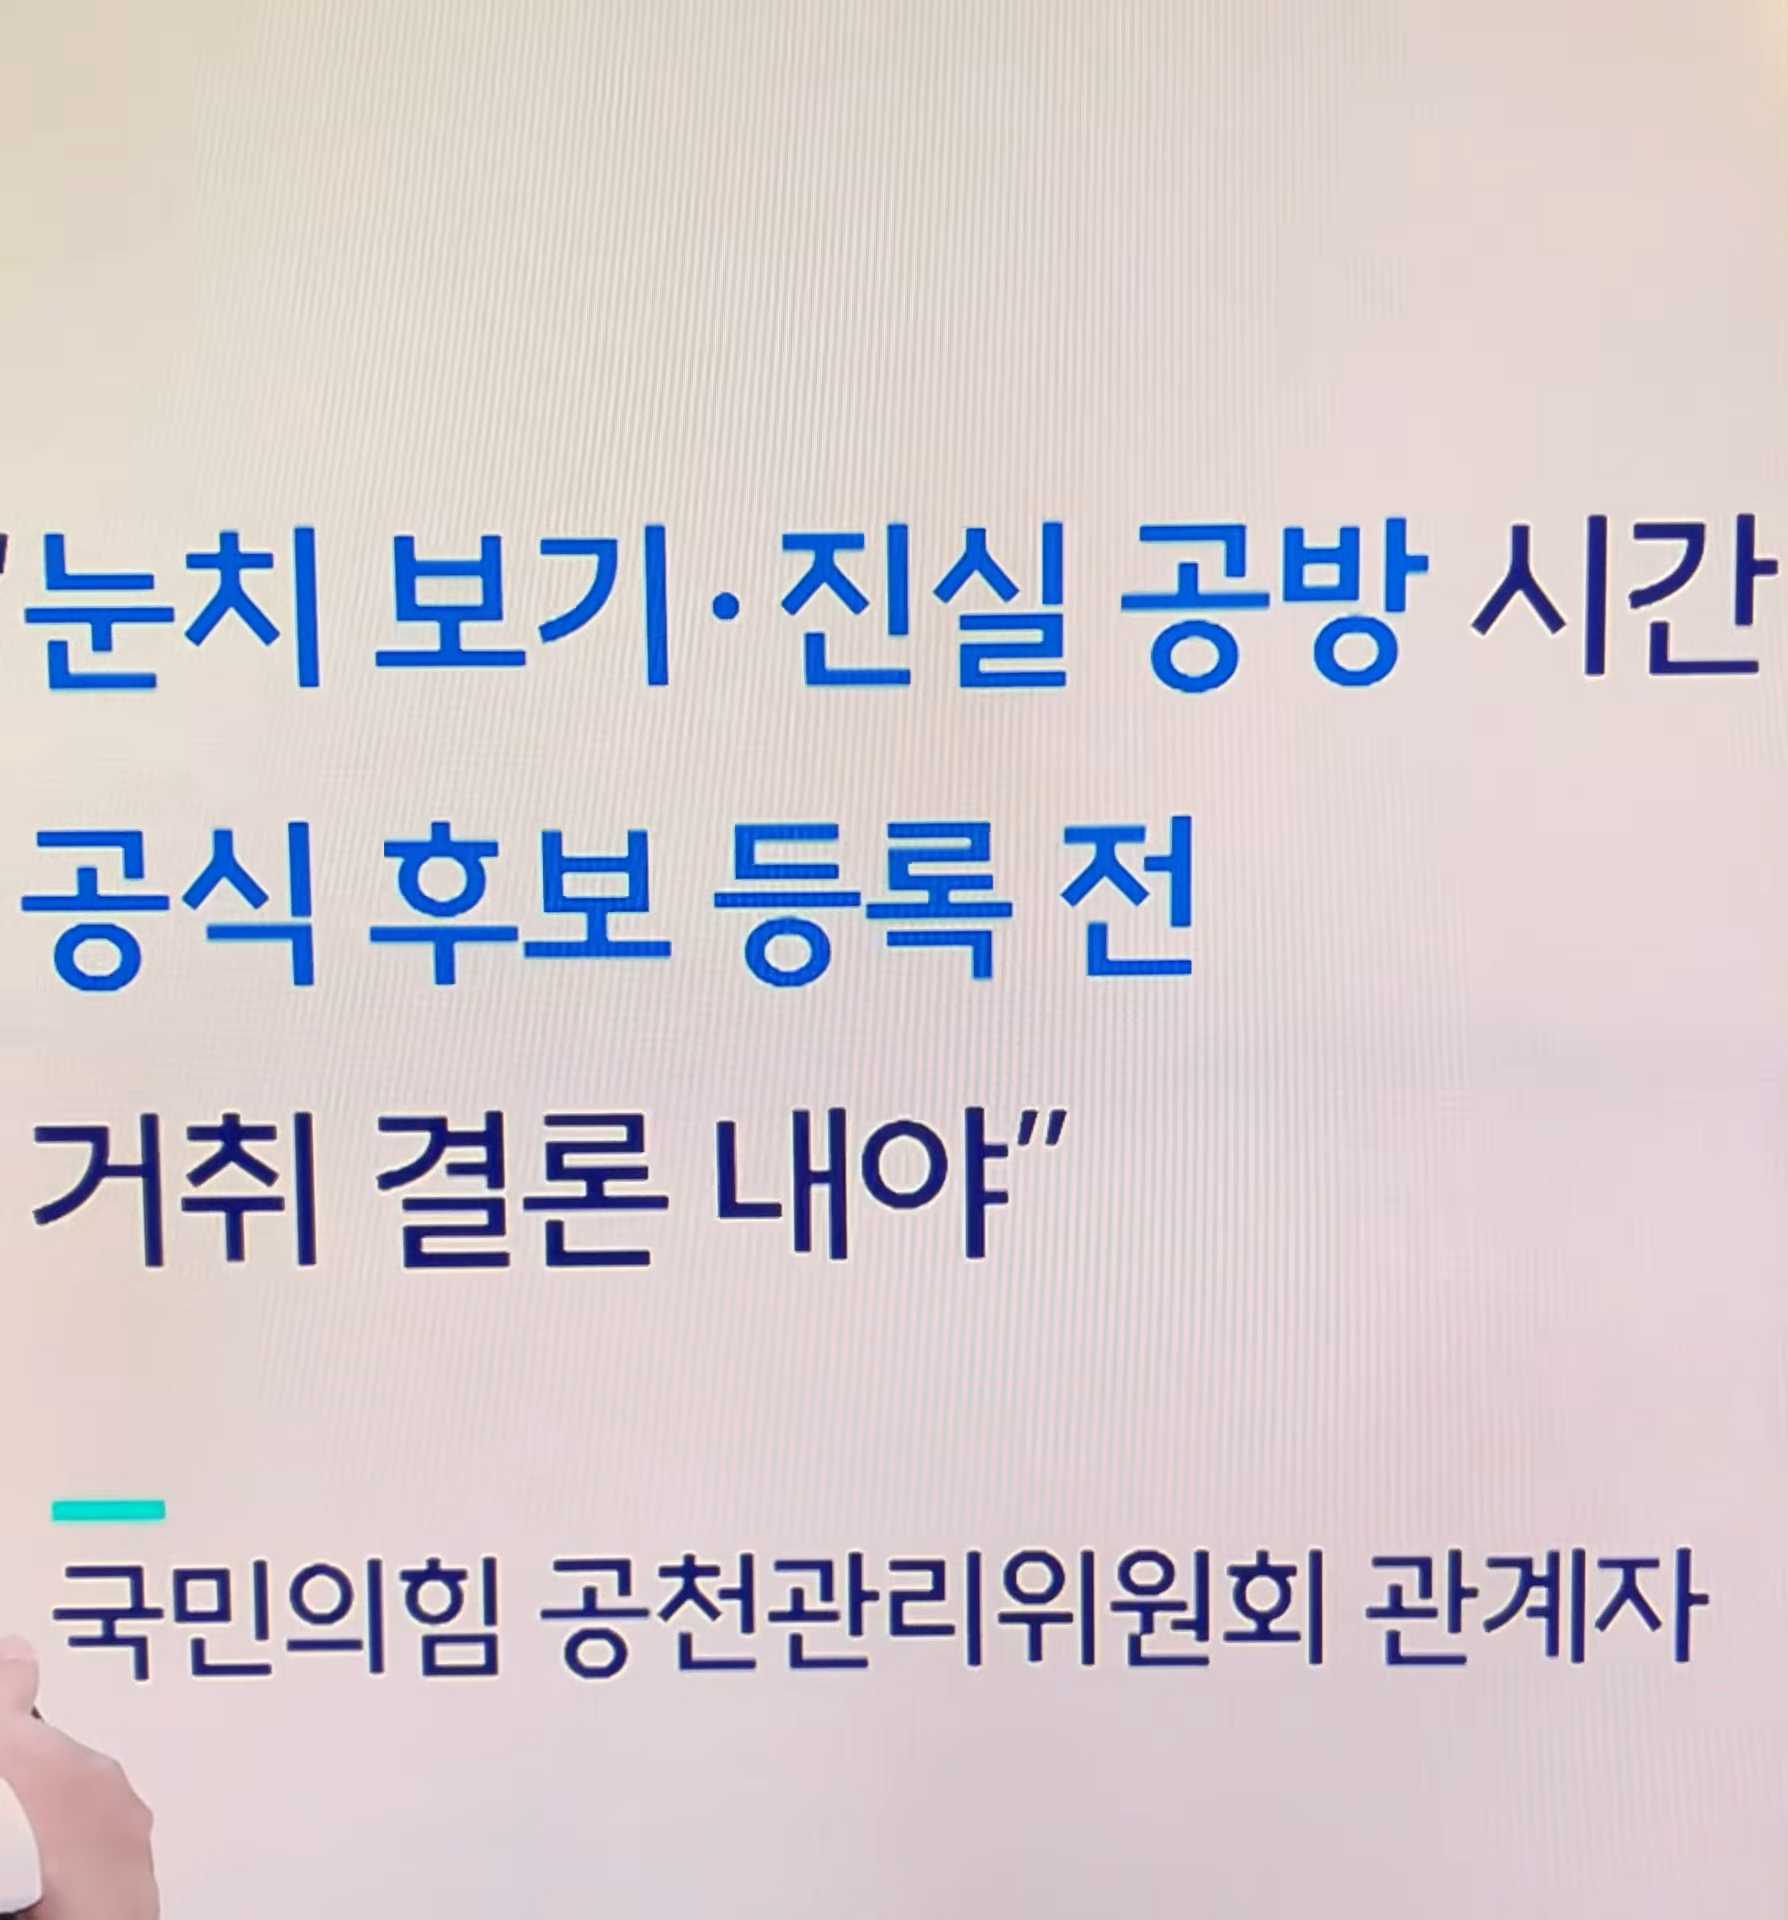 "눈치 보기·진실 공방 시간
공식 후보 등록 전
거취 결론 내야"
국민의힘 공천관리위원회 관계자